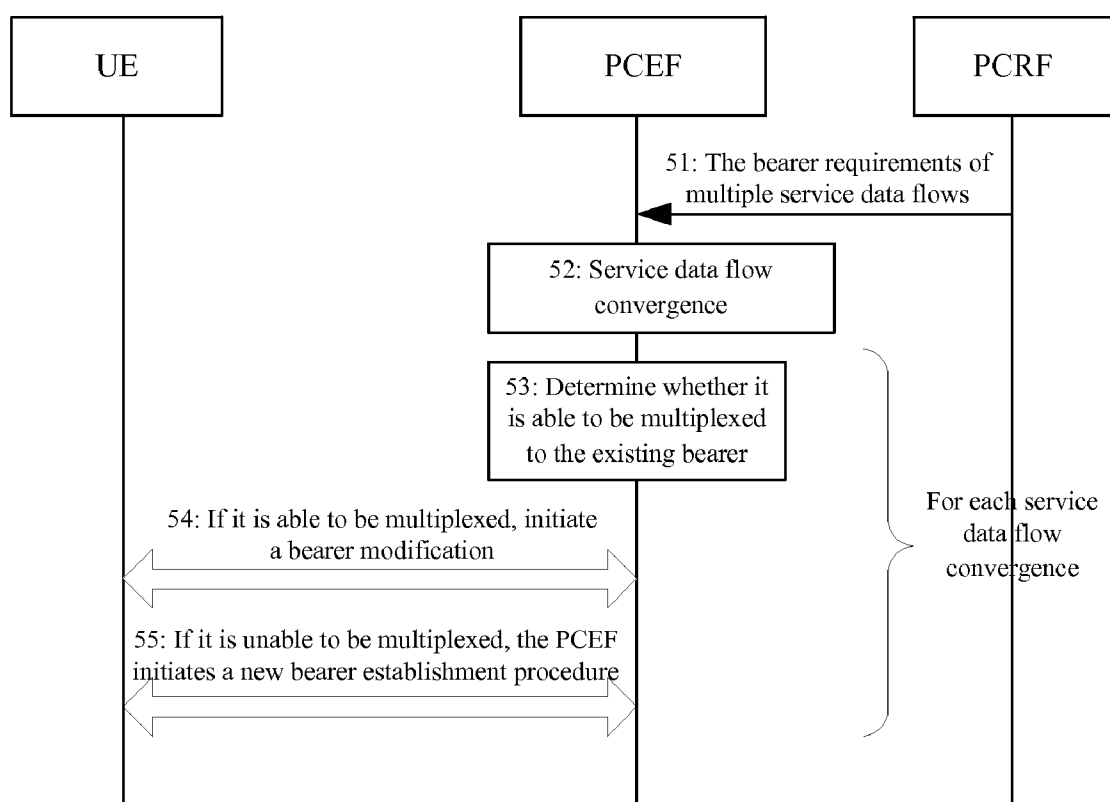 UE
PCEF
PCRF
51: The bearer requirements of
multiple service data flows
52: Service data flow
convergence
53: Determine whether it
is able to be multiplexed
to the existing bearer
54: If it is able to be multiplexed, initiate
a bearer modification
For each service
data flow
convergence
55: If it is unable to be multiplexed, the PCEF
initiates a new bearer establishment procedure